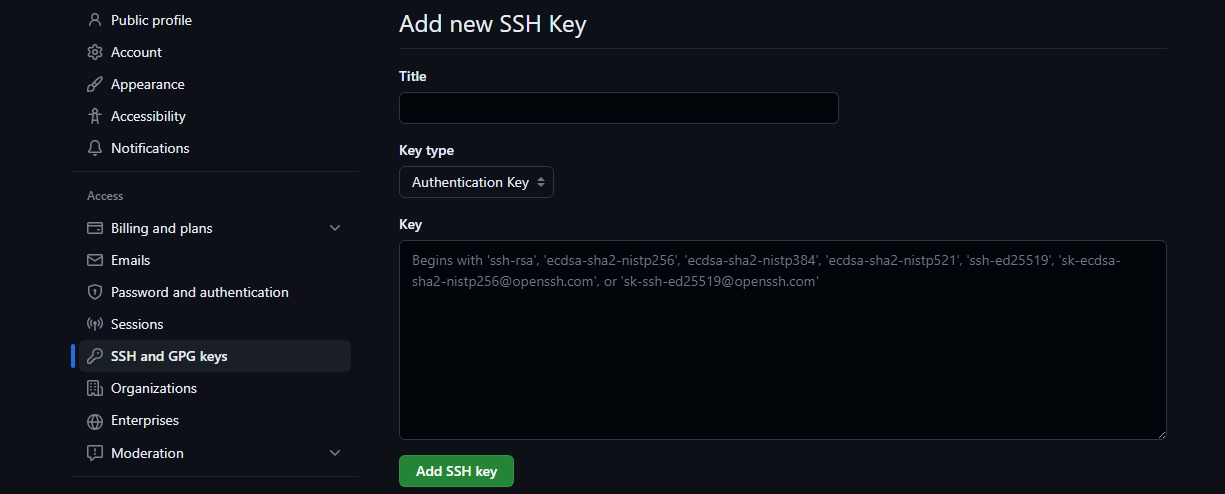 Public profile
Account
Appearance
Accessibility
Notifications
Access
Billing and plans
Emails
Password and authentication
Sessions
SSH and GPG keys
Organizations
Enterprises
Moderation
Add new SSH Key
Title
Key type
Authentication Key
Key
Begins with 'ssh-rsa', 'ecdsa-sha2-nistp256', 'ecdsa-sha2-nistp384', 'ecdsa-sha2-nistp521', 'ssh-ed25519', 'sk-ecdsa-
sha2-nistp256@openssh.com', or 'sk-ssh-ed25519@openssh.com'
Add SSH key